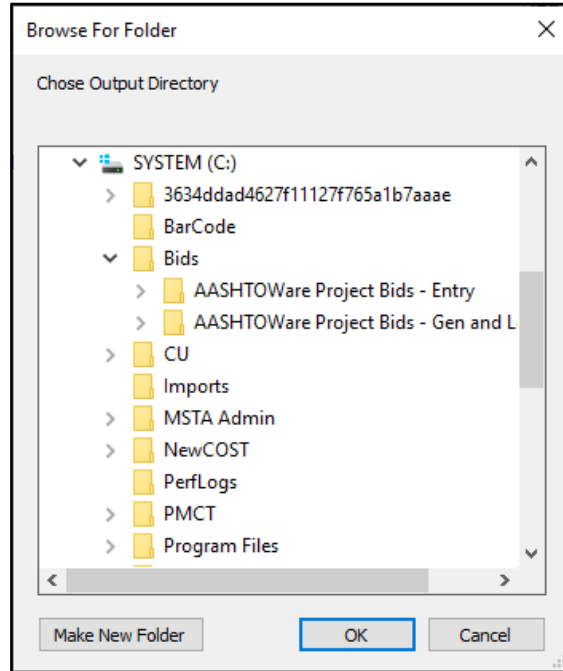 Browse For Folder
Chose Output Directory
SYSTEM (C:)
3634ddad4627f11127f765a1b7aaae
BarCode
Bids
AASHTOWare Project Bids - Entry
AASHTOWare Project Bids - Gen and L
CU
Imports
MSTA Admin
NewCOST
PerfLogs
PMCT
Program Files
Make New Folder
OK
Cancel